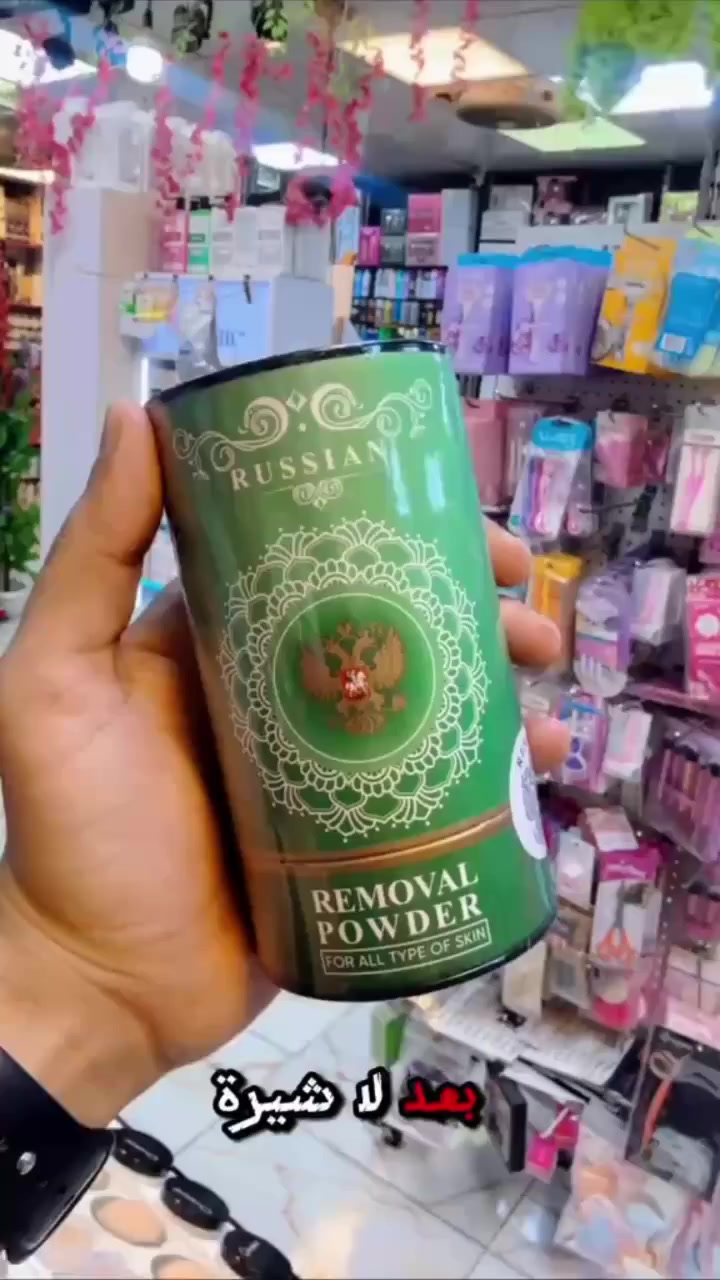 RUSSIAN
REMOVAL
POWDER
FOR ALL TYPE OF SKIN
بعد لا شيرة